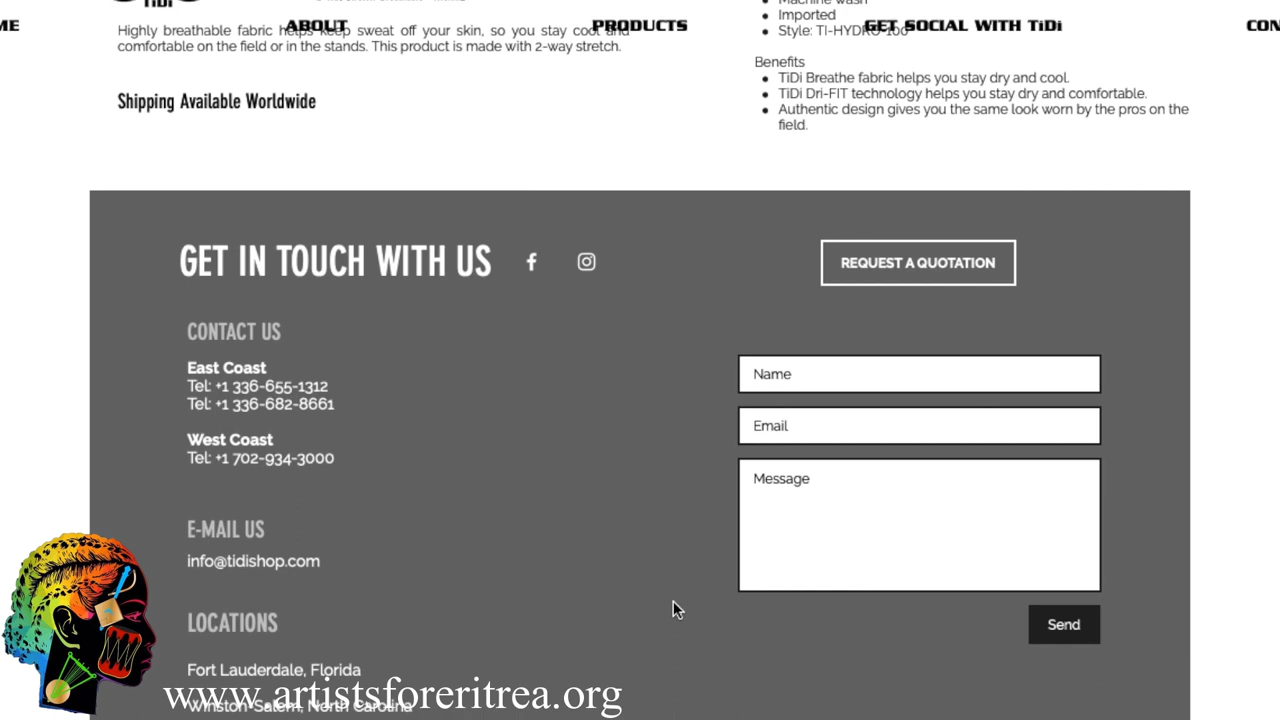 TiDi
ME
ABOUT
PRODUCTS
GET SOCIAL WITH TiDi
CON
Highly breathable fabric helps keep sweat off your skin, so you stay cool and
comfortable on the field or in the stands. This product is made with 2-way stretch.
Shipping Available Worldwide
Machine wash
Imported
Style: TI-HYDRO-100
Benefits
TiDi Breathe fabric helps you stay dry and cool.
TiDi Dri-FIT technology helps you stay dry and comfortable.
Authentic design gives you the same look worn by the pros on the
field.
GET IN TOUCH WITH US
REQUEST A QUOTATION
CONTACT US
East Coast
Tel: +1 336-655-1312
Tel: +1 336-682-8661
West Coast
Tel: +1 702-934-3000
E-MAIL US
info@tidishop.com
LOCATIONS
Fort Lauderdale, Florida
Winston-Salem, North Carolina
Name
Email
Message
Send
www.artistsforeritrea.org